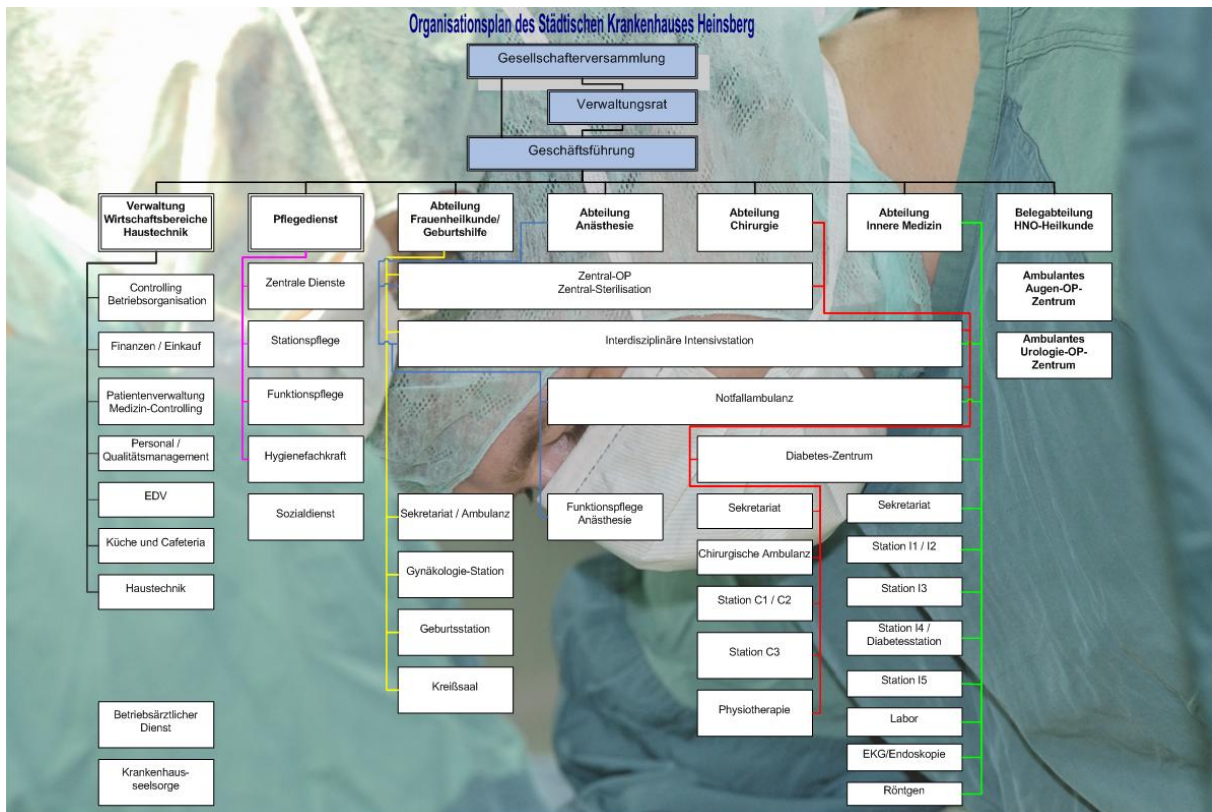 Organisationsplan des Städtischen Krankenhauses Heinsberg
Gesellschafterversammlung
Verwaltungsrat
Geschäftsführung
Verwaltung
Wirtschaftsbereiche
Haustechnik
Pflegedienst
Abteilung
Frauenheilkunde/
Geburtshilfe
Abteilung
Anästhesie
Abteilung
Chirurgie
Abteilung
Innere Medizin
Belegabteilung
HNO-Heilkunde
Controlling
Betriebsorganisation
Finanzen / Einkauf
Patientenverwaltung
Medizin-Controlling
Personal /
Qualitätsmanagement
EDV
Küche und Cafeteria
Haustechnik
Betriebsärztlicher
Dienst
Krankenhaus-
seelsorge
Zentrale Dienste
Stationspflege
Funktionspflege
Hygienefachkraft
Sozialdienst
Zentral-OP
Zentral-Sterilisation
Interdisziplinäre Intensivstation
Notfallambulanz
Diabetes-Zentrum
Sekretariat / Ambulanz
Gynäkologie-Station
Geburtsstation
Kreißsaal
Funktionspflege
Anästhesie
Sekretariat
Chirurgische Ambulanz
Station C1 / C2
Station C3
Physiotherapie
Sekretariat
Station I1 / I2
Station I3
Station I4 /
Diabetesstation
Station I5
Labor
EKG/Endoskopie
Röntgen
Ambulantes
Augen-OP-
Zentrum
Ambulantes
Urologie-OP-
Zentrum